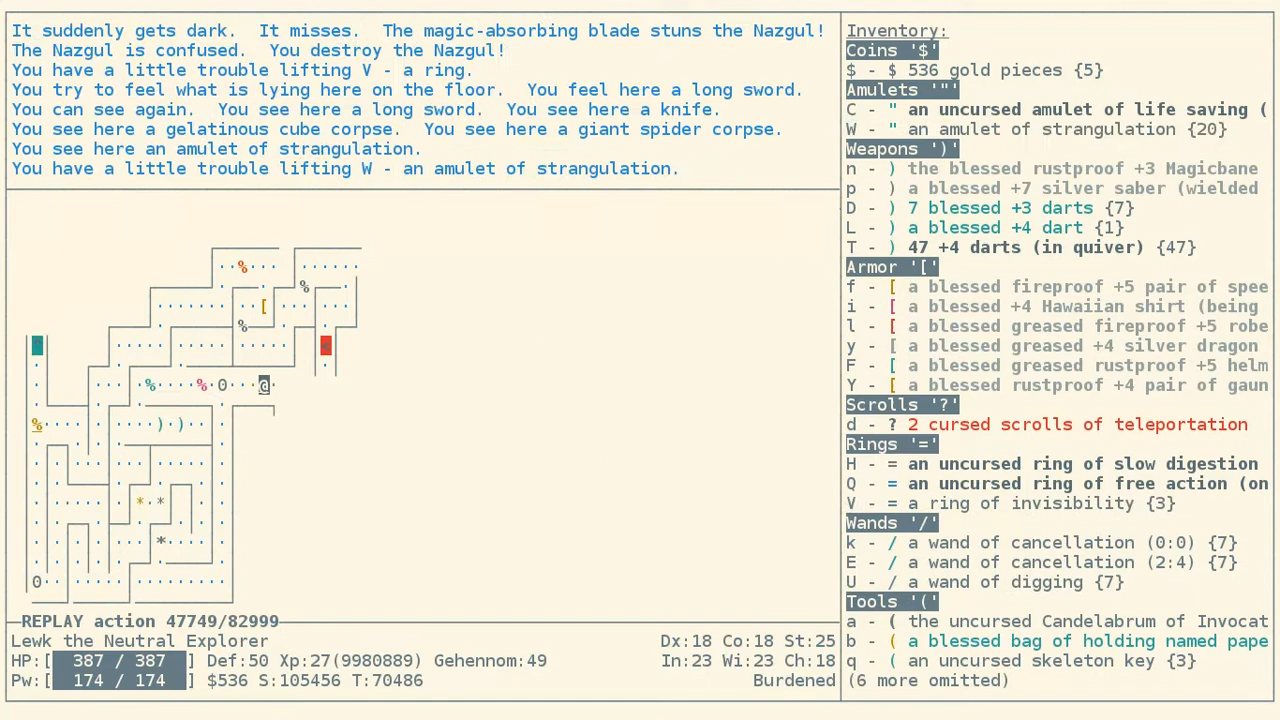 It suddenly gets dark.  It misses.  The magic-absorbing blade stuns the Nazgul!
The Nazgul is confused.  You destroy the Nazgul!
You have a little trouble lifting V - a ring.
You try to feel what is lying here on the floor.  You feel here a long sword.
You can see again.  You see here a long sword.  You see here a knife.
You see here a gelatinous cube corpse.  You see here a giant spider corpse.
You see here an amulet of strangulation.
You have a little trouble lifting W - an amulet of strangulation.
REPLAY action 47749/82999
Lewk the Neutral Explorer Dx:18 Co:18 St:25
HP:[ 387 / 387 ] Def:50 Xp:27(9980889) Gehennom:49 In:23 Wi:23 Ch:18
Pw:[ 174 / 174 ] $536 S:105456 T:70486 Burdened
Inventory:
Coins '$'
$ - $ 536 gold pieces {5}
Amulets '"'
C - " an uncursed amulet of life saving (
W - " an amulet of strangulation {20}
Weapons ')'
n - ) the blessed rustproof +3 Magicbane
p - ) a blessed +7 silver saber (wielded
D - ) 7 blessed +3 darts {7}
L - ) a blessed +4 dart {1}
T - ) 47 +4 darts (in quiver) {47}
Armor '['
f - [ a blessed fireproof +5 pair of spee
i - [ a blessed +4 Hawaiian shirt (being
l - [ a blessed greased fireproof +5 robe
y - [ a blessed greased +4 silver dragon
F - [ a blessed greased rustproof +5 helm
Y - [ a blessed rustproof +4 pair of gaun
Scrolls '?'
d - ? 2 cursed scrolls of teleportation
Rings '='
H - = an uncursed ring of slow digestion
Q - = an uncursed ring of free action (on
V - = a ring of invisibility {3}
Wands '/'
k - / a wand of cancellation (0:0) {7}
E - / a wand of cancellation (2:4) {7}
U - / a wand of digging {7}
Tools '('
a - ( the uncursed Candelabrum of Invocat
b - ( a blessed bag of holding named pape
q - ( an uncursed skeleton key {3}
(6 more omitted)